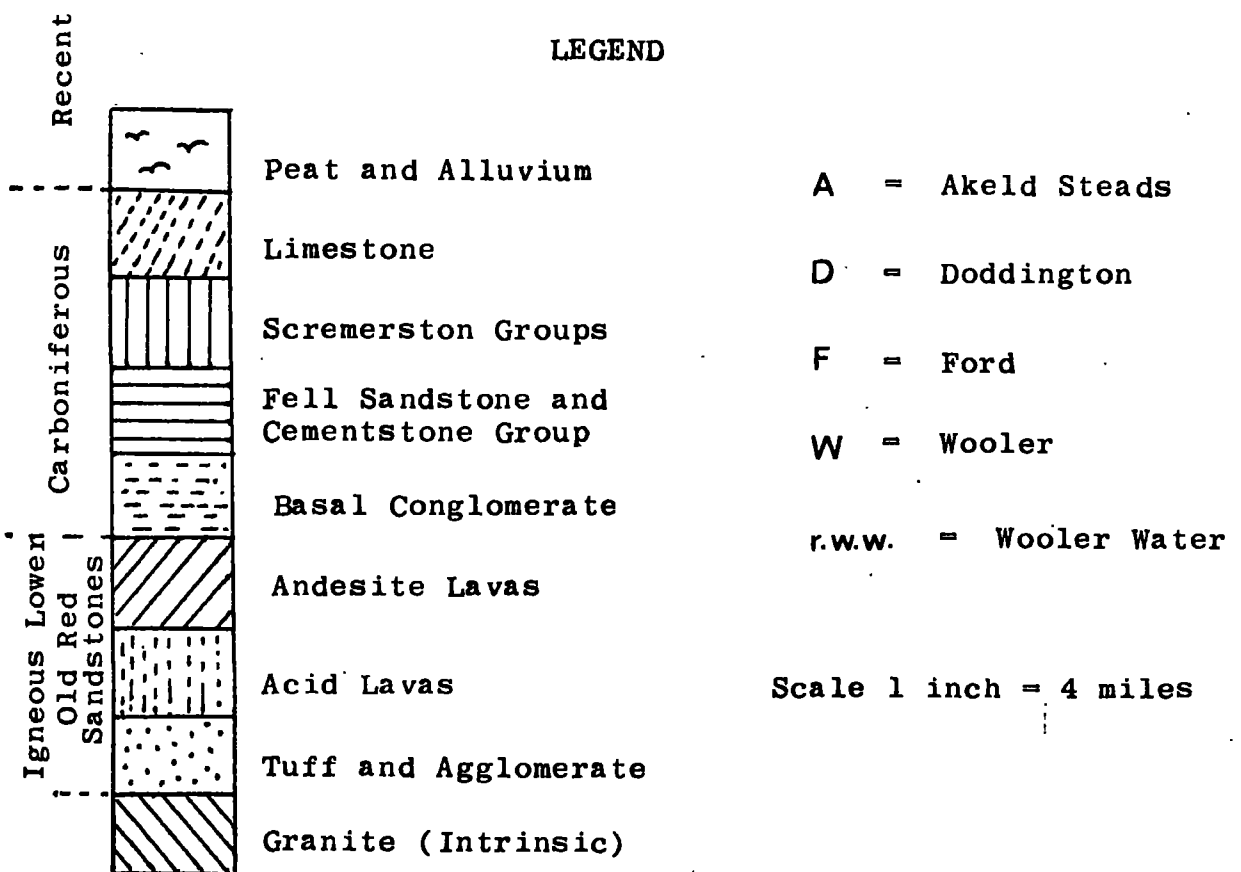 LEGEND
Recent
Peat and Alluvium
Carboniferous
Limestone
Scremerston Groups
Fell Sandstone and
Cementstone Group
Basal Conglomerate
Igneous Lower
Old Red
Sandstones
Andesite Lavas
Acid Lavas
Tuff and Agglomerate
Granite (Intrinsic)
A = Akeld Steads
D = Doddington
F = Ford
W = Wooler
r.w.w. = Wooler Water
Scale 1 inch = 4 miles